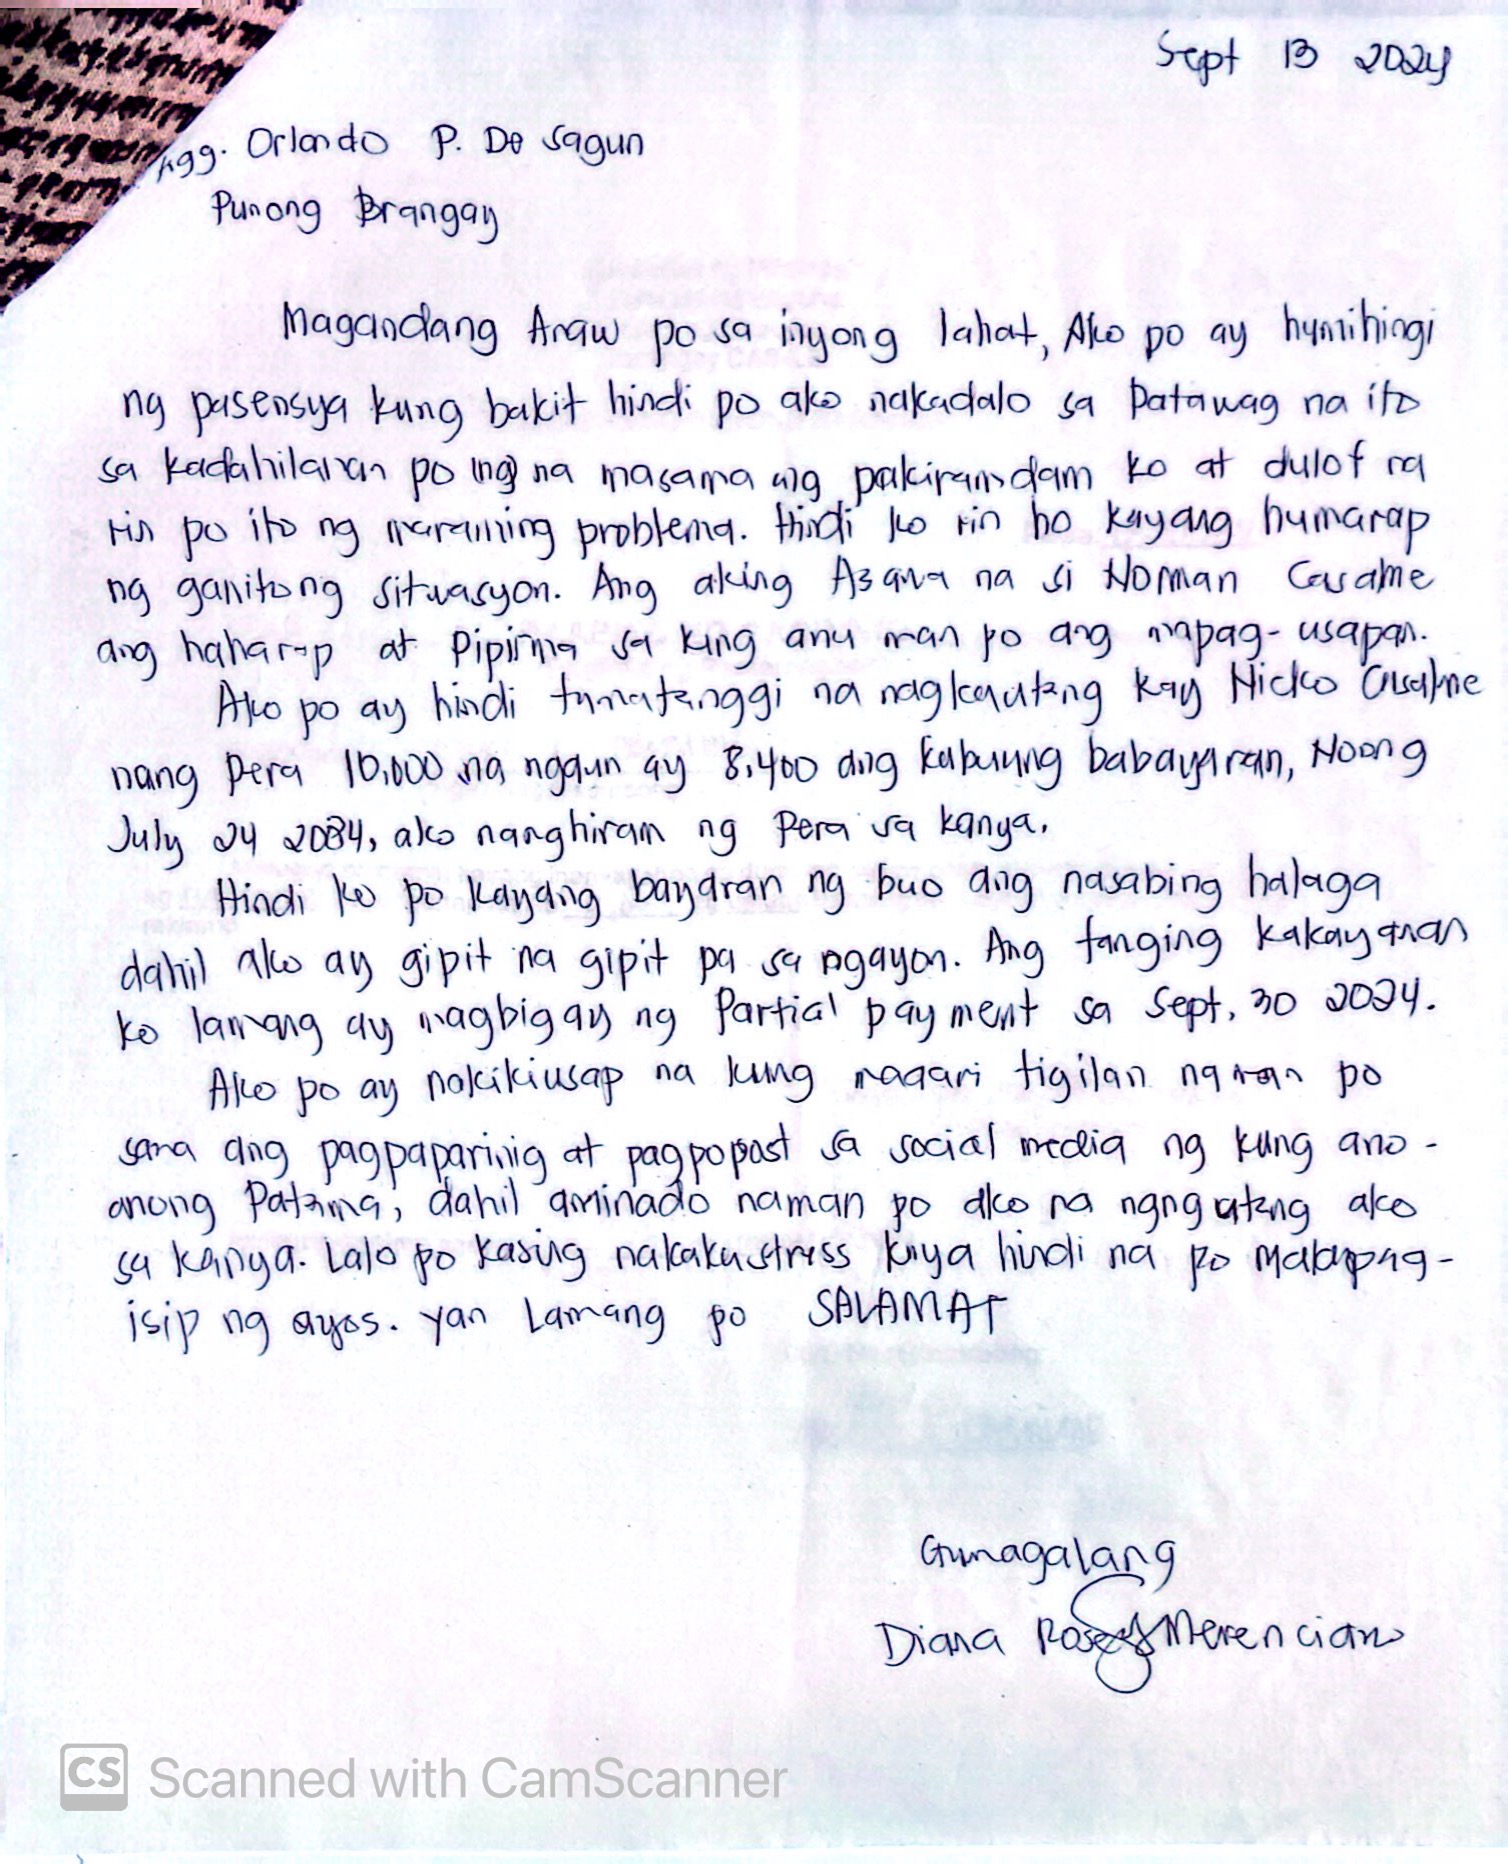 Sept 13 2024
Kgg. Orlando P. De Sagun
Punong Brangay
Magandang Araw po sa inyong lahat, Ako po ay humihingi
ng pasensya kung bakit hindi po ako nakadalo sa Patawag na ito
sa kadahilanan po (ng) na masama ang pakiramdam ko at dulot na
rin po ito ng maraming problema. Hindi ko rin ho kayang humarap
ng ganitong sitwasyon. Ang aking Asawa na si Norman Casame
ang haharap at Pipirma sa kung anu man po ang mapag-usapan.
Ako po ay hindi tumatanggi na nagkautang kay Nicko
nang Pera 10,000 na ngaun ay 8,400 ang kabuung babayaran, Noong
July 24 2034, ako nanghiram ng Pera sa kanya.
Hindi ko po kayang bayaran ng buo ang nasabing halaga
dahil ako ay gipit na gipit pa sa ngayon. Ang tanging kakayanan
ko lamang ay magbigay ng Partial payment sa Sept. 30 2024.
Ako po ay nakikiusap na kung maaari tigilan naman po
sana ang pagpaparinig at pagpopost sa social media ng kung ano-
anong Patama, dahil aminado naman po ako na ngngutang ako
sa kanya. Lalo po kasing nakakastress kaya hindi na po makapag-
isip ng ayos. Yan Lamang po SALAMAT
Gumagalang
Diana Rose Merenciano
CS Scanned with CamScanner